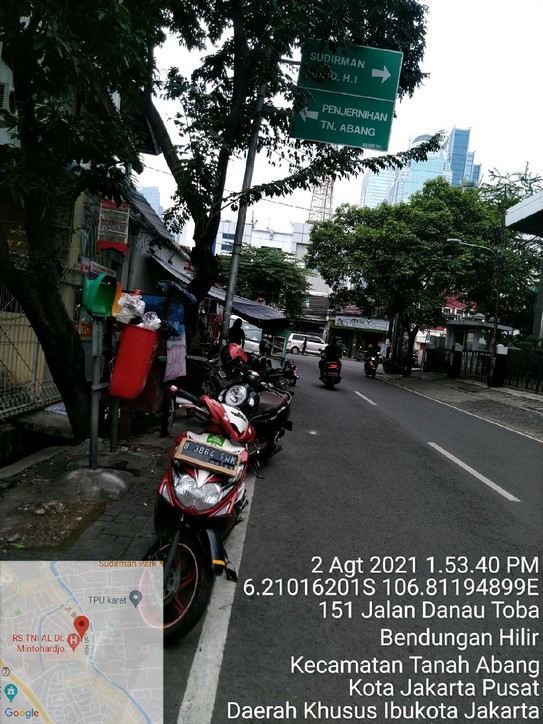 SUDIRMAN
H.I
PENJERNIHAN
TN. ABANG
B 3864 TWK
2 Agt 2021 1.53.40 PM
6.21016201S 106.81194899E
151 Jalan Danau Toba
Bendungan Hilir
Kecamatan Tanah Abang
Kota Jakarta Pusat
Daerah Khusus Ibukota Jakarta
Sudirman Park
TPU karet
RS TNI AL Dr.
Mintohardjo
Google